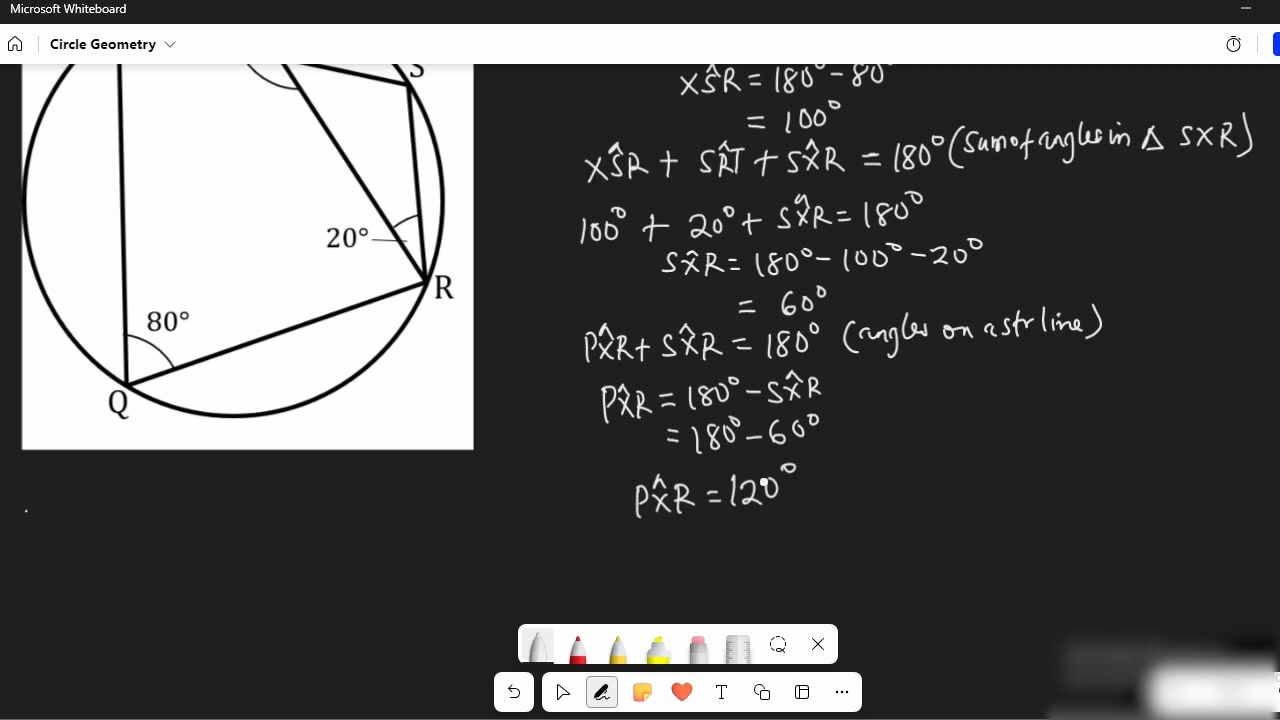 Microsoft Whiteboard
Circle Geometry
S
20°
R
80°
Q
XŜR = 180° - 80°
= 100°
XŜR + SR̂T + SX̂R = 180° (Sum of angles in Δ SXR)
100° + 20° + SX̂R = 180°
SX̂R = 180° - 100° - 20°
= 60°
PX̂R + SX̂R = 180° (angles on a str line)
PX̂R = 180° - SX̂R
= 180° - 60°
PX̂R = 120°
T